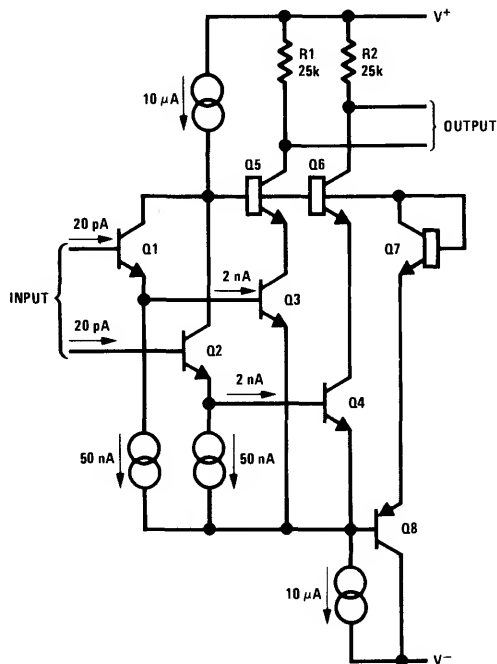 V+
R1
25k
R2
25k
10 µA
OUTPUT
Q5
Q6
20 pA
Q1
Q7
2 nA
INPUT
Q3
20 pA
Q2
2 nA
Q4
50 nA
50 nA
Q8
10 µA
V−